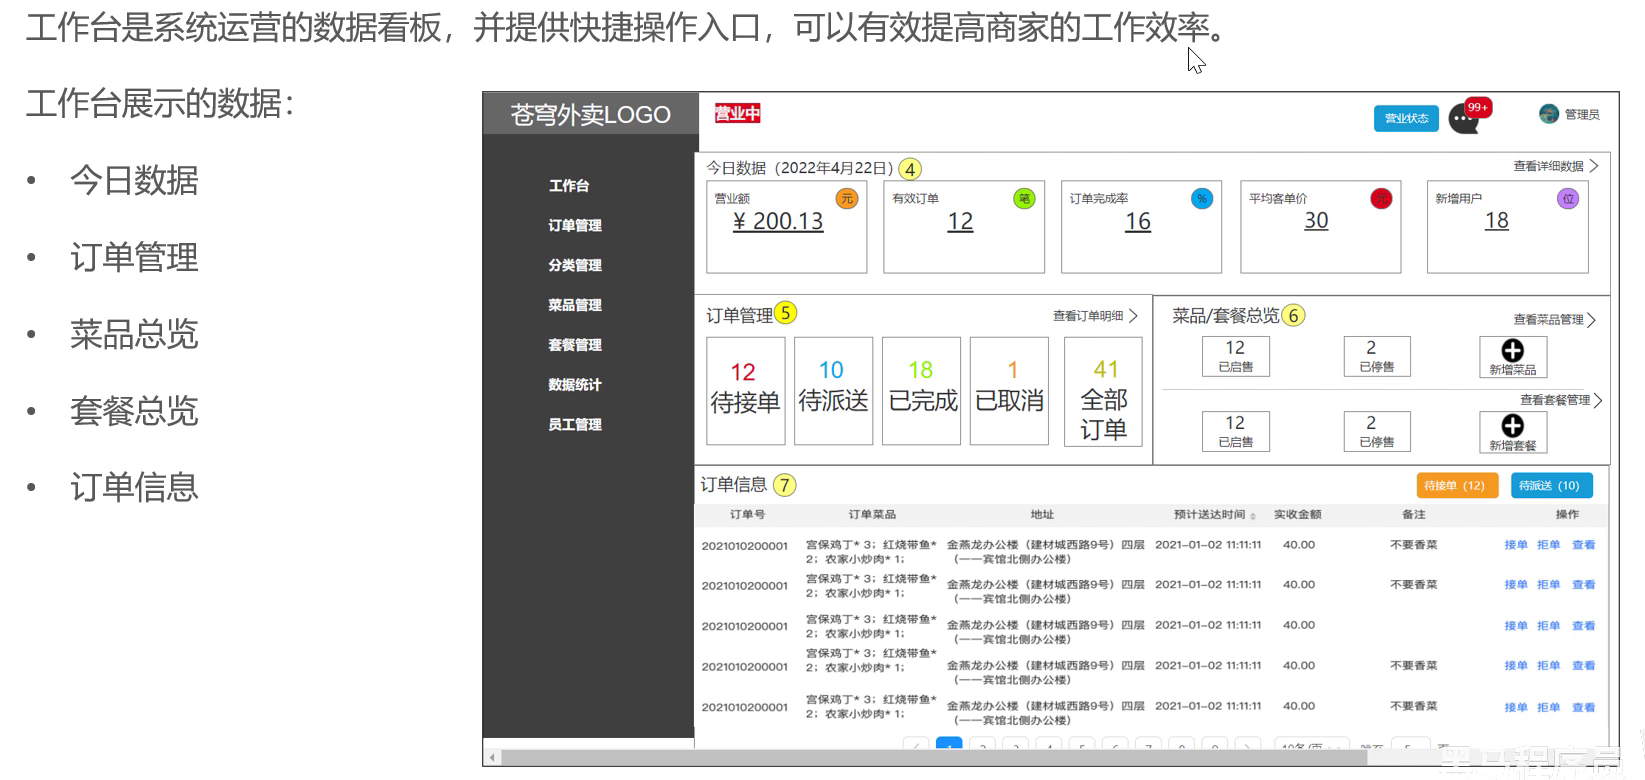 工作台是系统运营的数据看板，并提供快捷操作入口，可以有效提高商家的工作效率。
工作台展示的数据：
• 今日数据
• 订单管理
• 菜品总览
• 套餐总览
• 订单信息
苍穹外卖LOGO
营业中
营业状态
99+
管理员
工作台
订单管理
分类管理
菜品管理
套餐管理
数据统计
员工管理
今日数据（2022年4月22日） 4
查看详细数据
营业额 元
¥ 200.13
有效订单 笔
12
订单完成率 %
16
平均客单价 元
30
新增用户 位
18
订单管理 5
查看订单明细
12
待接单
10
待派送
18
已完成
1
已取消
41
全部
订单
菜品/套餐总览 6
查看菜品管理
12
已启售
2
已停售
新增菜品
查看套餐管理
12
已启售
2
已停售
新增套餐
订单信息 7
待接单（12）
待派送（10）
订单号 订单菜品 地址 预计送达时间 实收金额 备注 操作
2021010200001 宫保鸡丁* 3；红烧带鱼* 金燕龙办公楼（建材城西路9号）四层 2021-01-02 11:11:11 40.00 不要香菜 接单 拒单 查看
2；农家小炒肉* 1； （一一宾馆北侧办公楼）
2021010200001 宫保鸡丁* 3；红烧带鱼* 金燕龙办公楼（建材城西路9号）四层 2021-01-02 11:11:11 40.00 不要香菜 接单 拒单 查看
2；农家小炒肉* 1； （一一宾馆北侧办公楼）
2021010200001 宫保鸡丁* 3；红烧带鱼* 金燕龙办公楼（建材城西路9号）四层 2021-01-02 11:11:11 40.00 接单 拒单 查看
2；农家小炒肉* 1； （一一宾馆北侧办公楼）
2021010200001 宫保鸡丁* 3；红烧带鱼* 金燕龙办公楼（建材城西路9号）四层 2021-01-02 11:11:11 40.00 不要香菜 接单 拒单 查看
2；农家小炒肉* 1； （一一宾馆北侧办公楼）
2021010200001 宫保鸡丁* 3；红烧带鱼* 金燕龙办公楼（建材城西路9号）四层 2021-01-02 11:11:11 40.00 不要香菜 接单 拒单 查看
2；农家小炒肉* 1； （一一宾馆北侧办公楼）